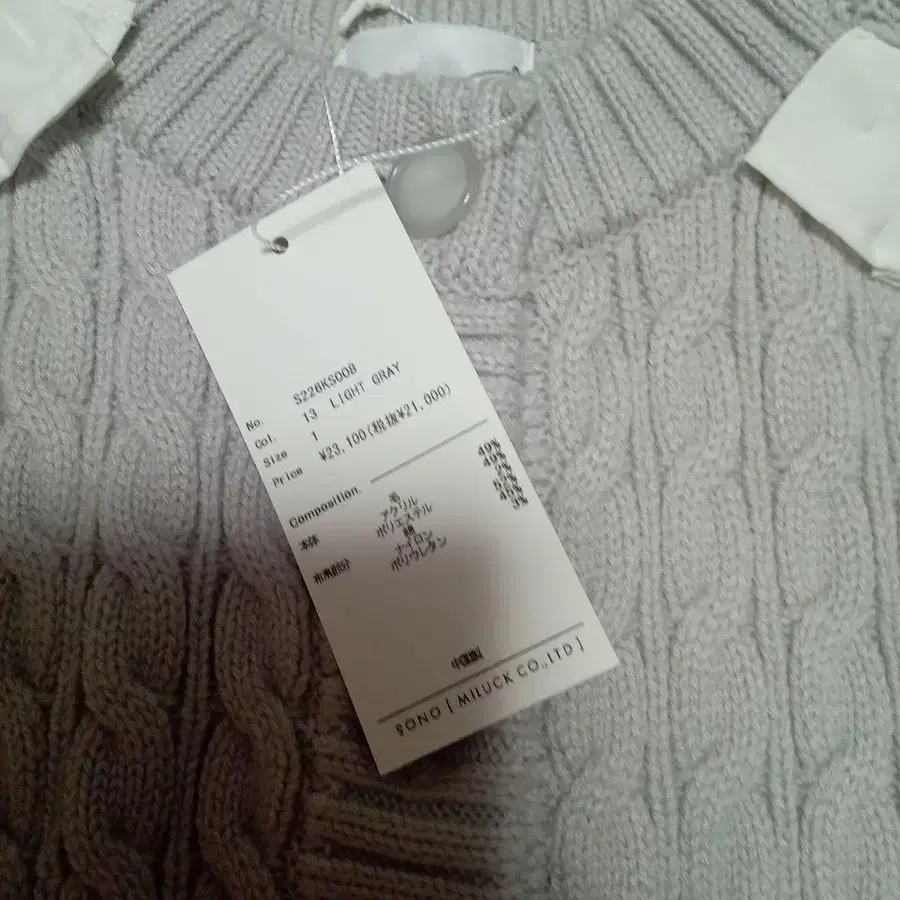 No. S226KS008
Col. 13 LIGHT GRAY
Size 1
Price ¥23,100(税抜¥21,000)
Composition.
本体 毛 49%
アクリル 49%
ポリエステル 2%
布帛部分 綿 52%
ナイロン 45%
ポリウレタン 3%
中国製
SONO [ MILUCK CO.,LTD ]